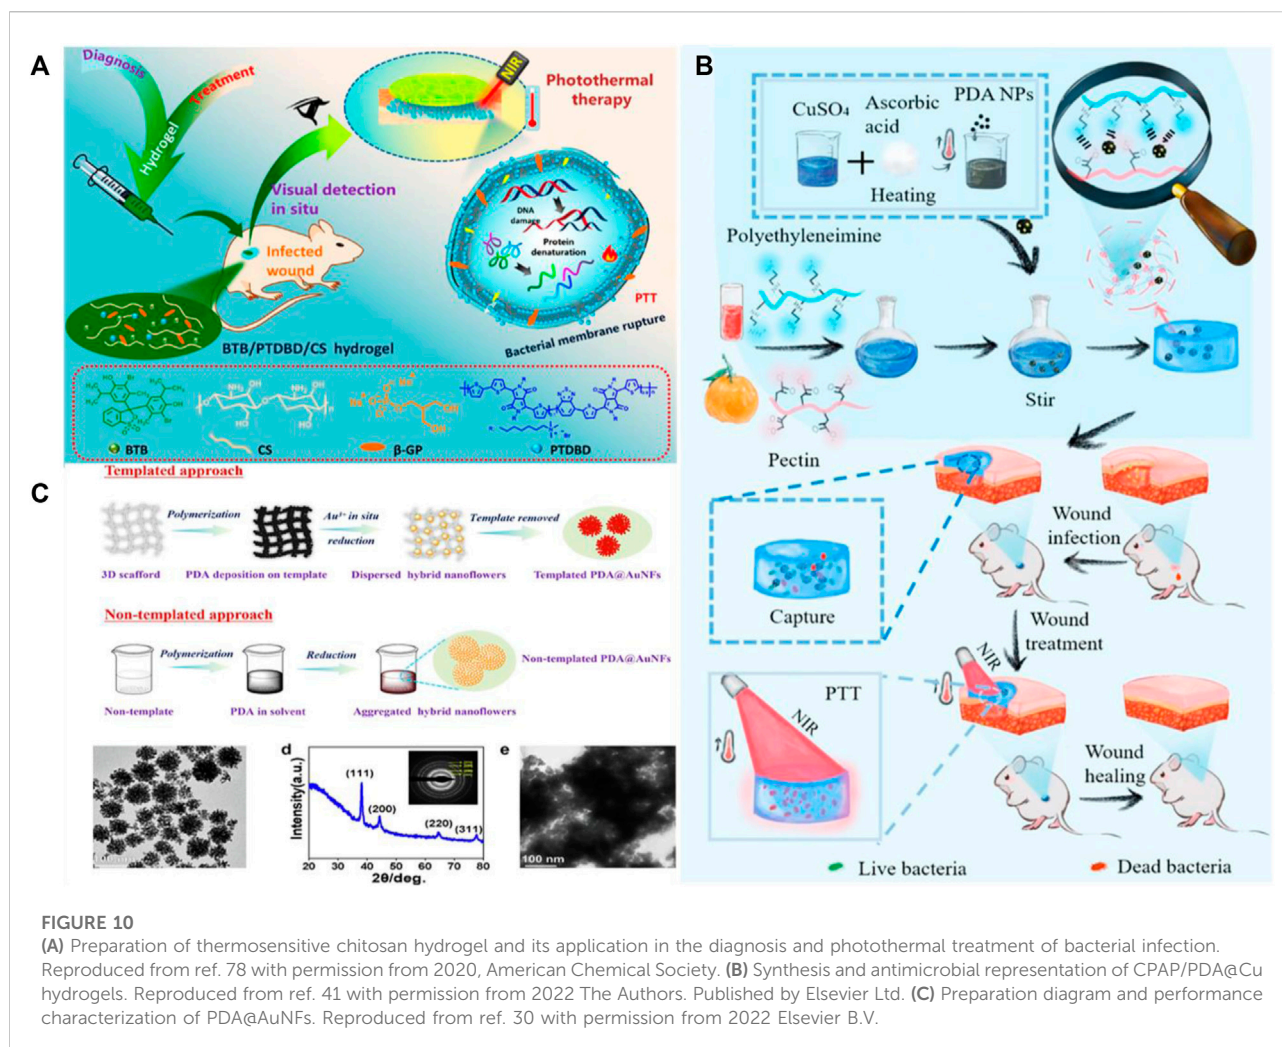 A
Diagnosis
Treatment
Hydrogel
NIR
Photothermal
therapy
Visual detection
in situ
Infected
wound
DNA
damage
Protein
denaturation
PTT
Bacterial membrane rupture
BTB/PTDBD/CS hydrogel
BTB
CS
β-GP
PTDBD
B
CuSO₄
Ascorbic
acid
PDA NPs
Heating
Polyethyleneimine
Stir
Pectin
Wound
infection
Capture
Wound
treatment
NIR
PTT
NIR
Wound
healing
Live bacteria
Dead bacteria
C
Templated approach
Polymerization
Au³⁺ in situ
reduction
Template removed
3D scafford
PDA deposition on template
Dispersed hybrid nanoflowers
Templated PDA@AuNFs
Non-templated approach
Polymerization
Reduction
Non-templated PDA@AuNFs
Non-template
PDA in solvent
Aggregated hybrid nanoflowers
d
Intensity(a.u.)
(111)
(200)
(220)
(311)
20 30 40 50 60 70 80
2θ/deg.
e
100 nm
FIGURE 10
(A) Preparation of thermosensitive chitosan hydrogel and its application in the diagnosis and photothermal treatment of bacterial infection.
Reproduced from ref. 78 with permission from 2020, American Chemical Society. (B) Synthesis and antimicrobial representation of CPAP/PDA@Cu
hydrogels. Reproduced from ref. 41 with permission from 2022 The Authors. Published by Elsevier Ltd. (C) Preparation diagram and performance
characterization of PDA@AuNFs. Reproduced from ref. 30 with permission from 2022 Elsevier B.V.